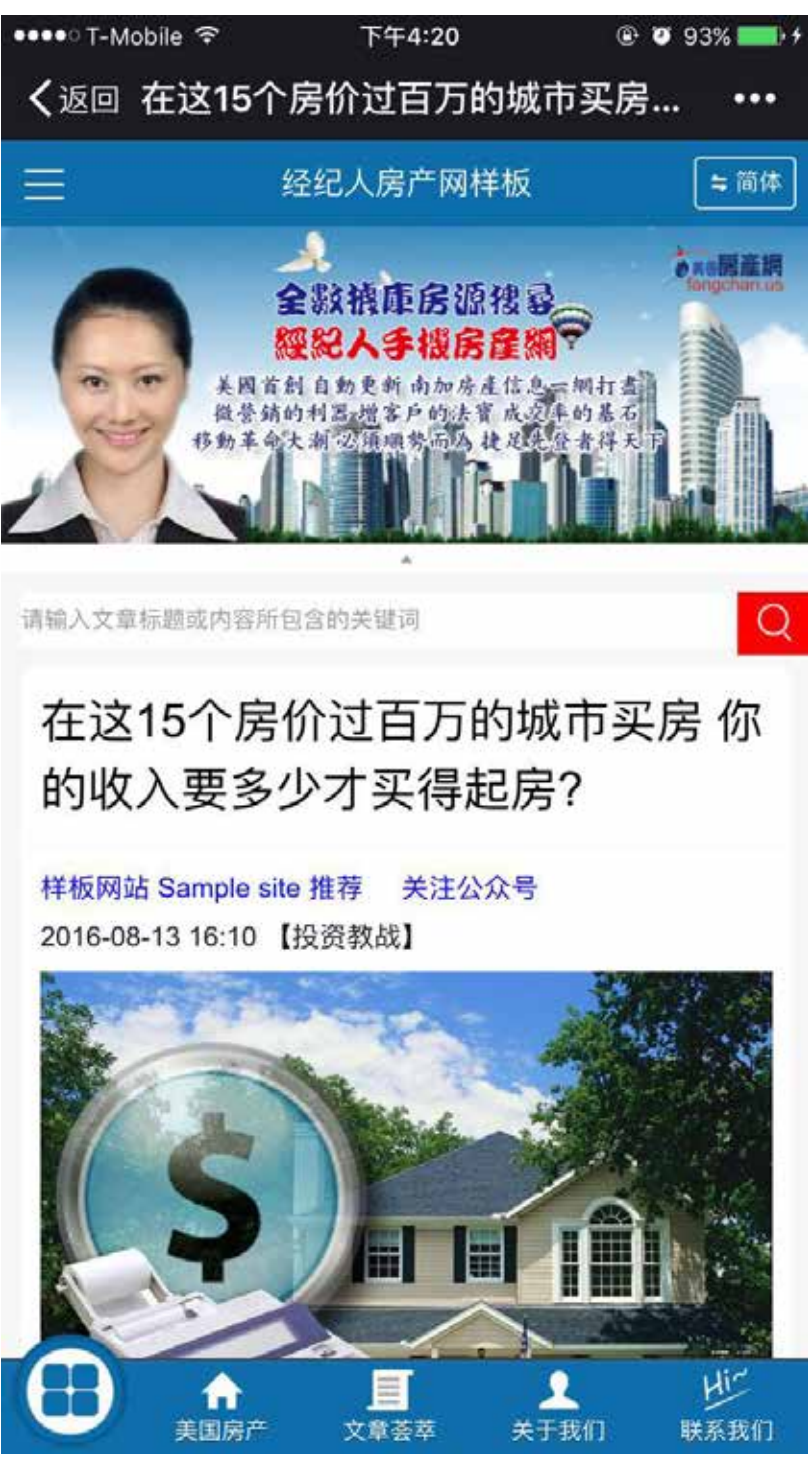 T-Mobile 下午4:20 93%
返回 在这15个房价过百万的城市买房...
经纪人房产网样板 简体
美国房產網
fangchan.us
全數據庫房源搜尋
經紀人手機房產網
美國首創 自動更新 南加房產信息一網打盡
微營銷的利器 增客戶的法寶 成交率的基石
移動革命大潮 必須順勢而為 捷足先登者得天下
请输入文章标题或内容所包含的关键词
在这15个房价过百万的城市买房 你
的收入要多少才买得起房?
样板网站 Sample site 推荐 关注公众号
2016-08-13 16:10 【投资教战】
$
Hi~
美国房产 文章荟萃 关于我们 联系我们